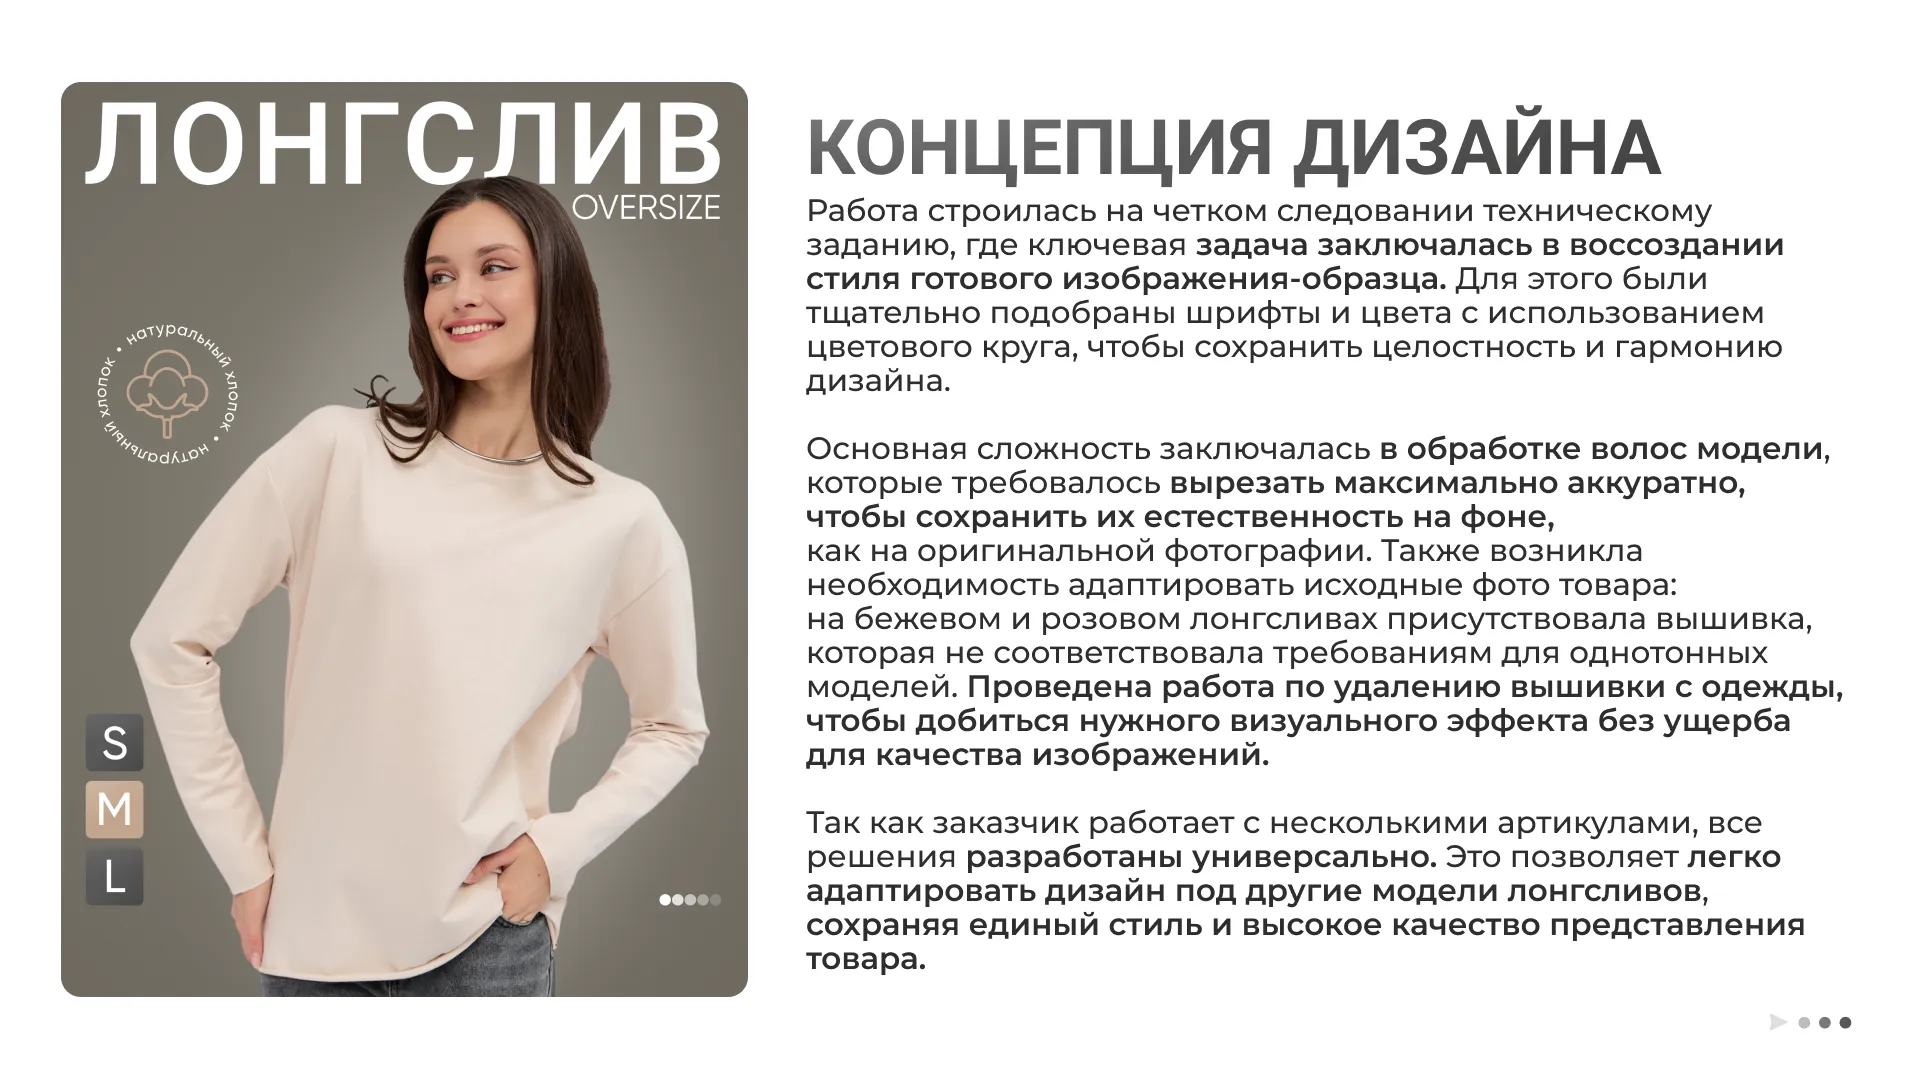 ЛОНГСЛИВ
OVERSIZE
натуральный хлопок • натуральный хлопок •
S
M
L
КОНЦЕПЦИЯ ДИЗАЙНА
Работа строилась на четком следовании техническому
заданию, где ключевая задача заключалась в воссоздании
стиля готового изображения-образца. Для этого были
тщательно подобраны шрифты и цвета с использованием
цветового круга, чтобы сохранить целостность и гармонию
дизайна.
Основная сложность заключалась в обработке волос модели,
которые требовалось вырезать максимально аккуратно,
чтобы сохранить их естественность на фоне,
как на оригинальной фотографии. Также возникла
необходимость адаптировать исходные фото товара:
на бежевом и розовом лонгсливах присутствовала вышивка,
которая не соответствовала требованиям для однотонных
моделей. Проведена работа по удалению вышивки с одежды,
чтобы добиться нужного визуального эффекта без ущерба
для качества изображений.
Так как заказчик работает с несколькими артикулами, все
решения разработаны универсально. Это позволяет легко
адаптировать дизайн под другие модели лонгсливов,
сохраняя единый стиль и высокое качество представления
товара.